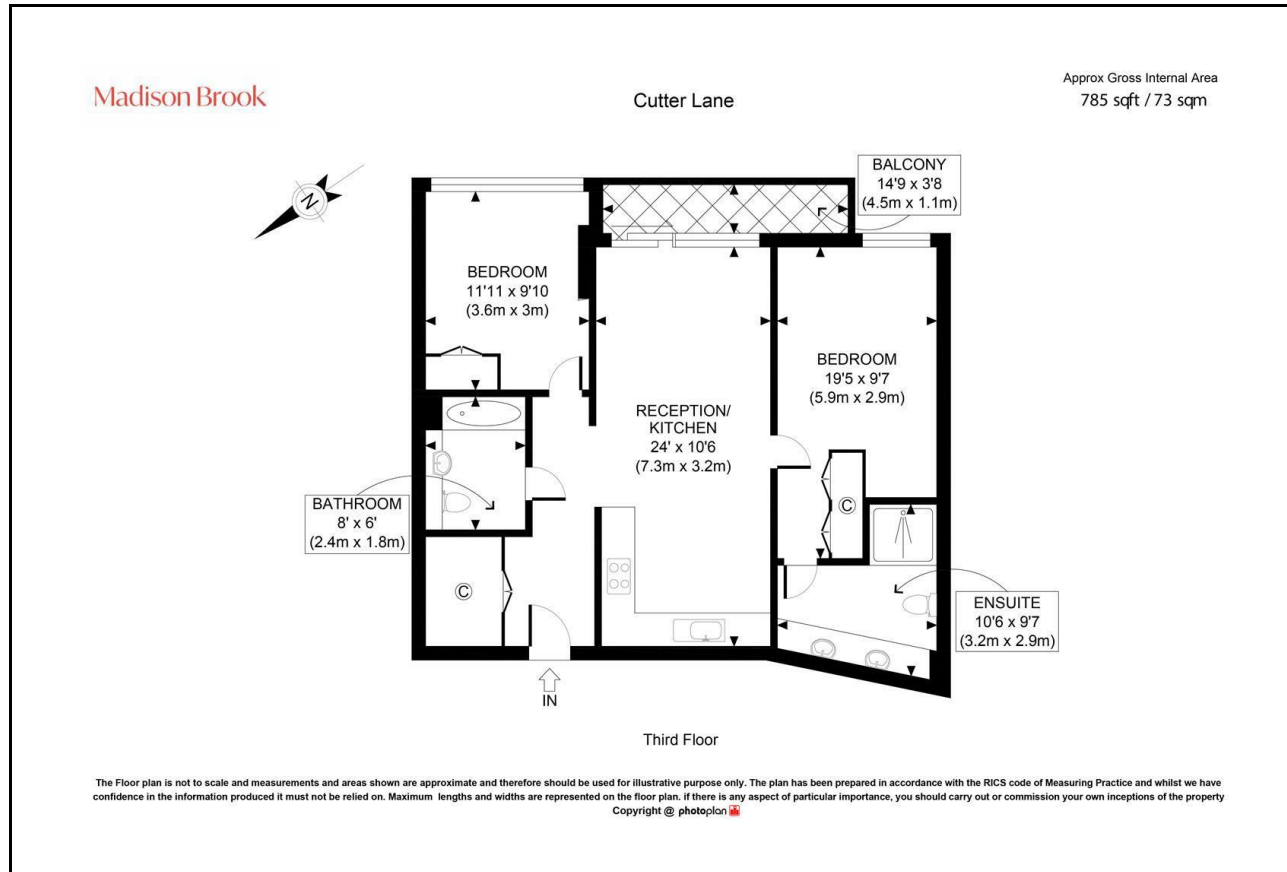 Madison Brook
Cutter Lane
Approx Gross Internal Area
785 sqft / 73 sqm
N
BALCONY
14'9 x 3'8
(4.5m x 1.1m)
BEDROOM
11'11 x 9'10
(3.6m x 3m)
BEDROOM
19'5 x 9'7
(5.9m x 2.9m)
RECEPTION/
KITCHEN
24' x 10'6
(7.3m x 3.2m)
BATHROOM
8' x 6'
(2.4m x 1.8m)
C
C
ENSUITE
10'6 x 9'7
(3.2m x 2.9m)
IN
Third Floor
The Floor plan is not to scale and measurements and areas shown are approximate and therefore should be used for illustrative purpose only. The plan has been prepared in accordance with the RICS code of Measuring Practice and whilst we have
confidence in the information produced it must not be relied on. Maximum lengths and widths are represented on the floor plan. if there is any aspect of particular importance, you should carry out or commission your own inceptions of the property
Copyright @ photoplan